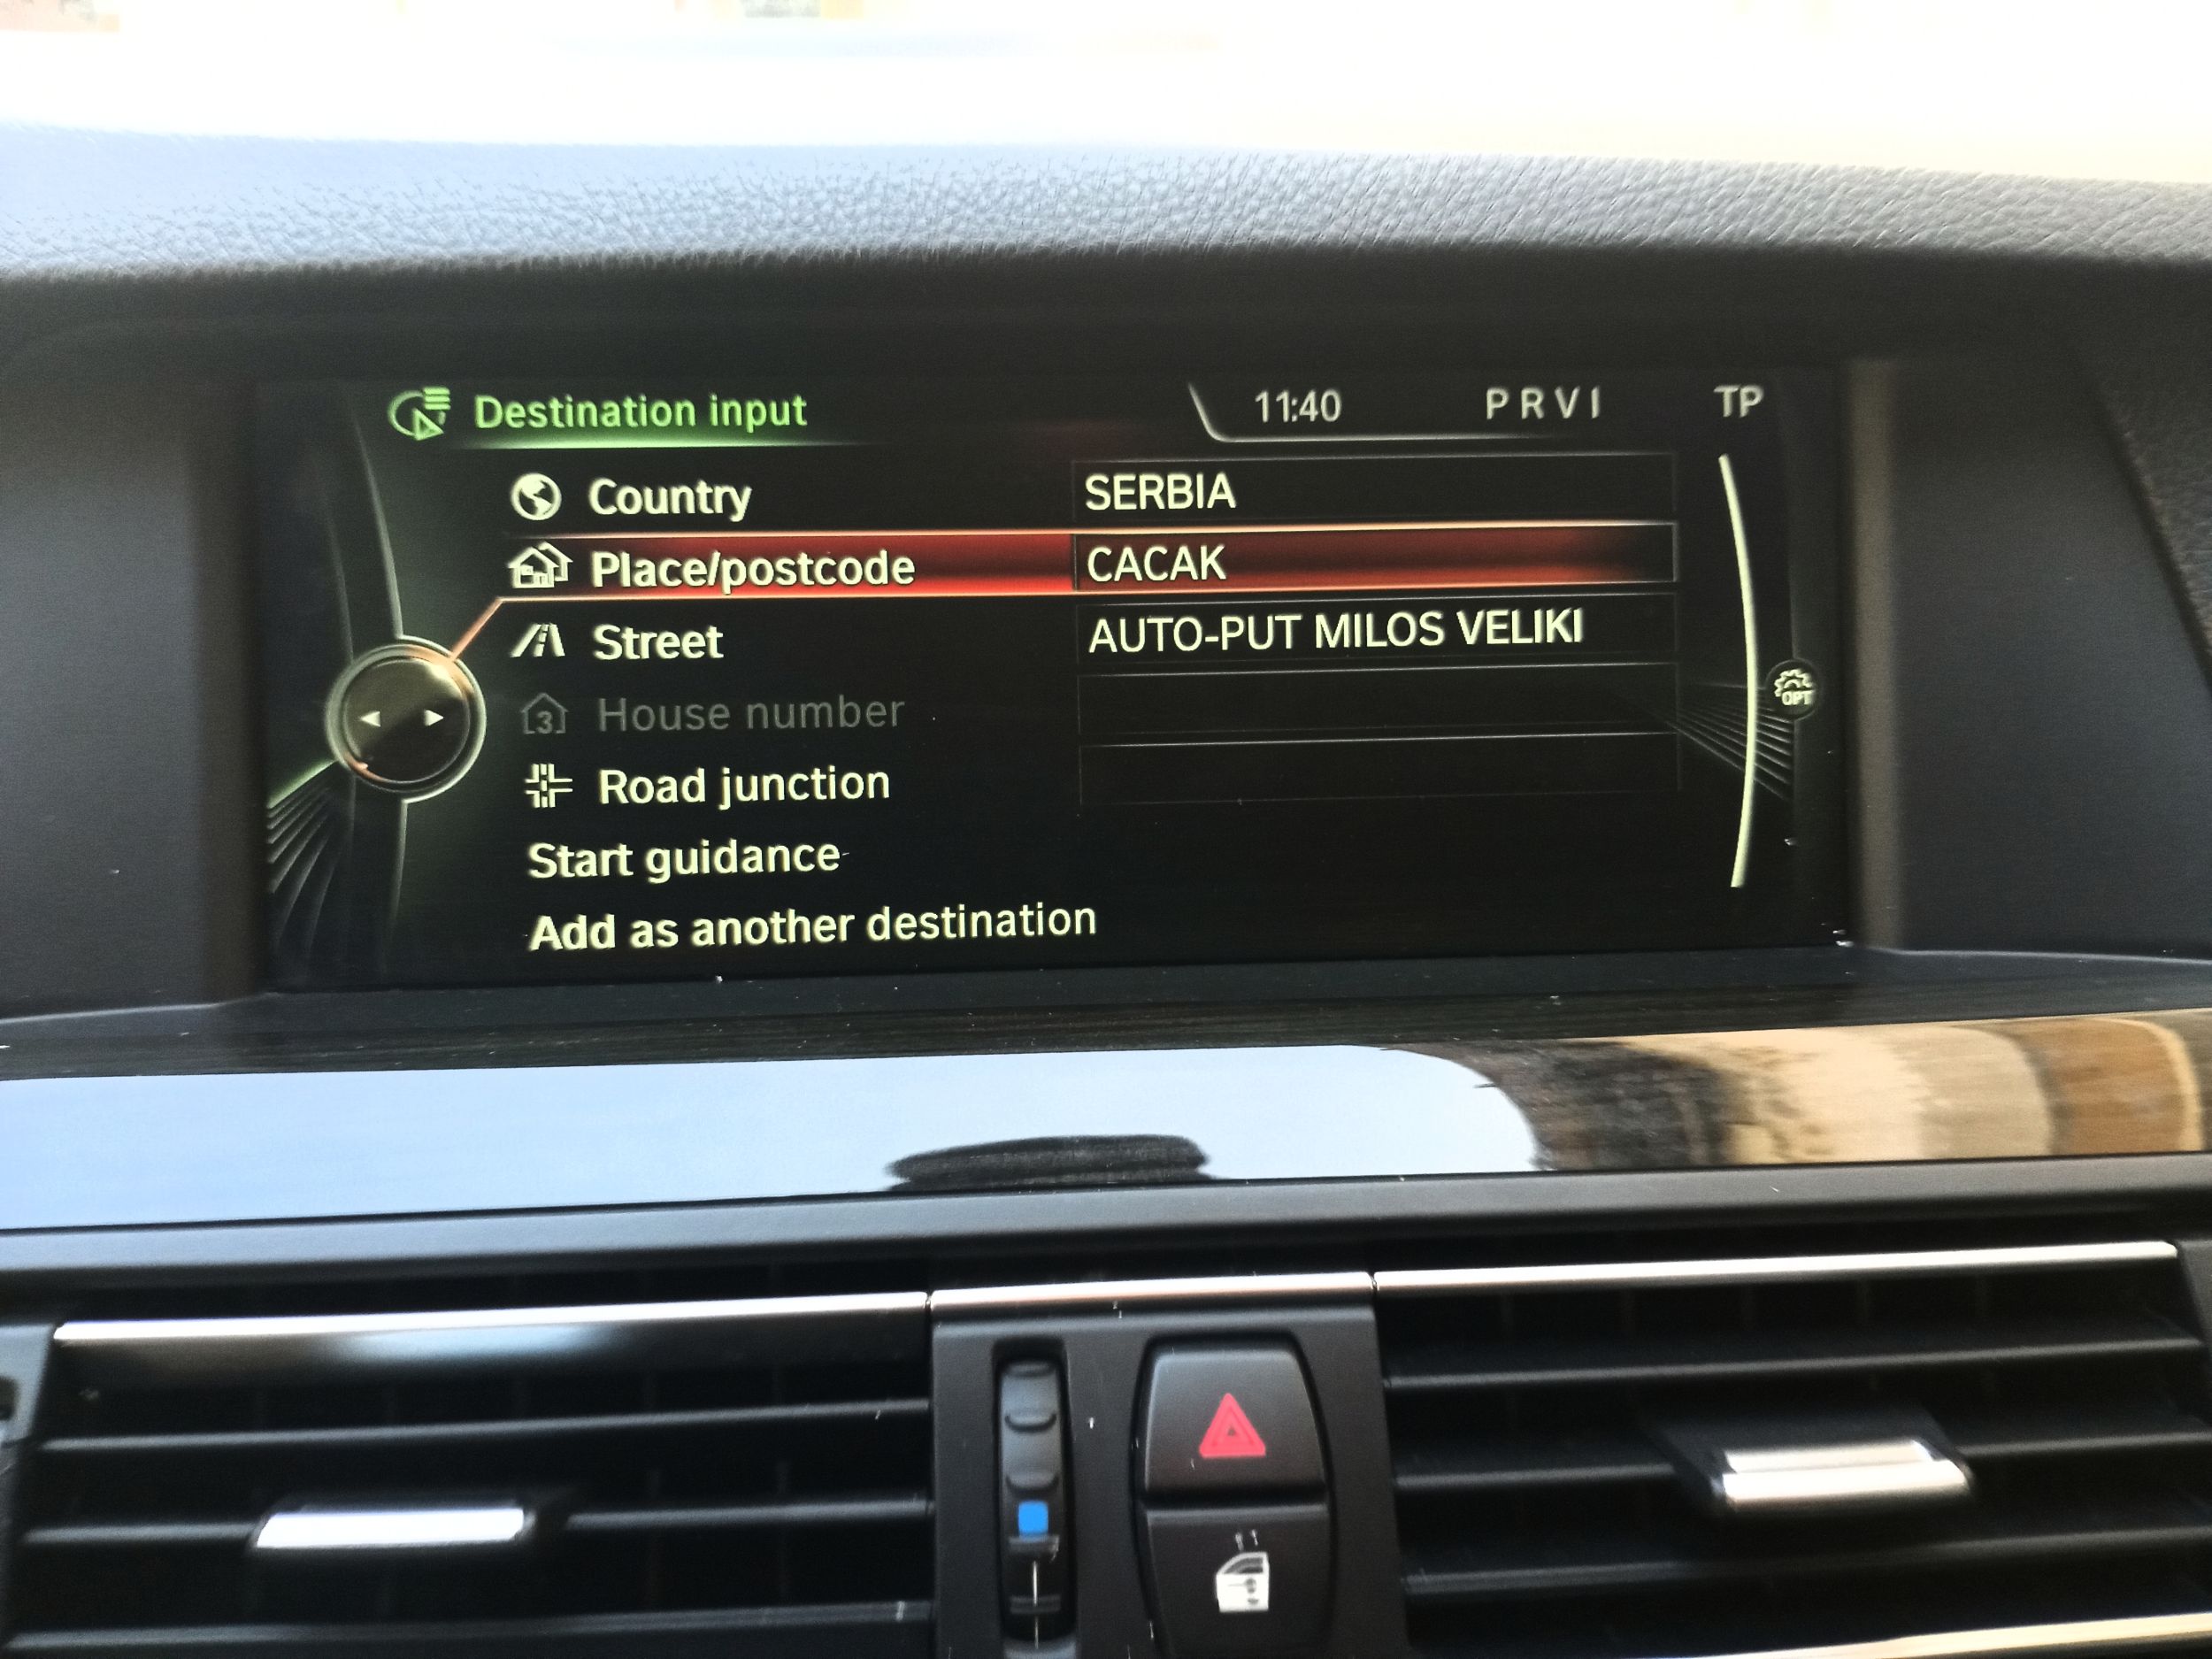 Destination input 11:40 PRVI TP
Country SERBIA
Place/postcode CACAK
Street AUTO-PUT MILOS VELIKI
3 House number
OPT
Road junction
Start guidance
Add as another destination